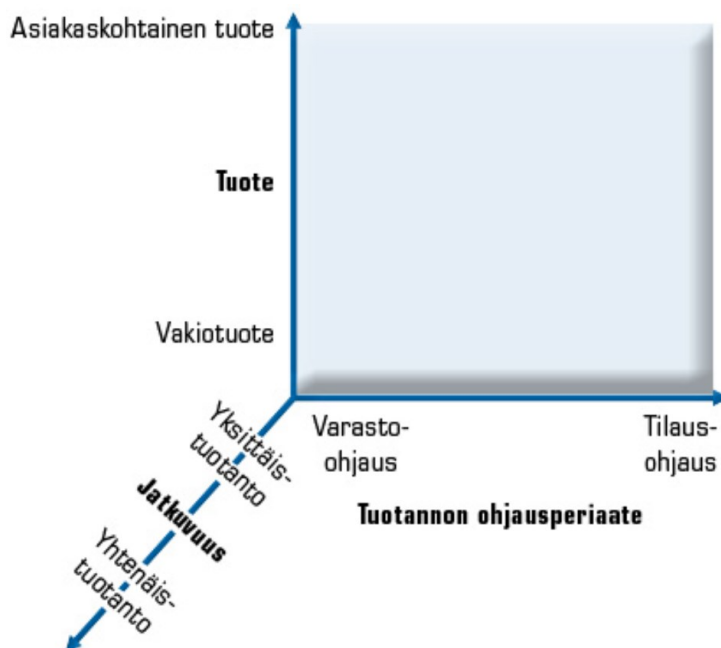 Asiakaskohtainen tuote
Tuote
Vakiotuote
Yksittäis-
tuotanto
Jatkuvuus
Yhtenäis-
tuotanto
Varasto-
ohjaus
Tilaus-
ohjaus
Tuotannon ohjausperiaate